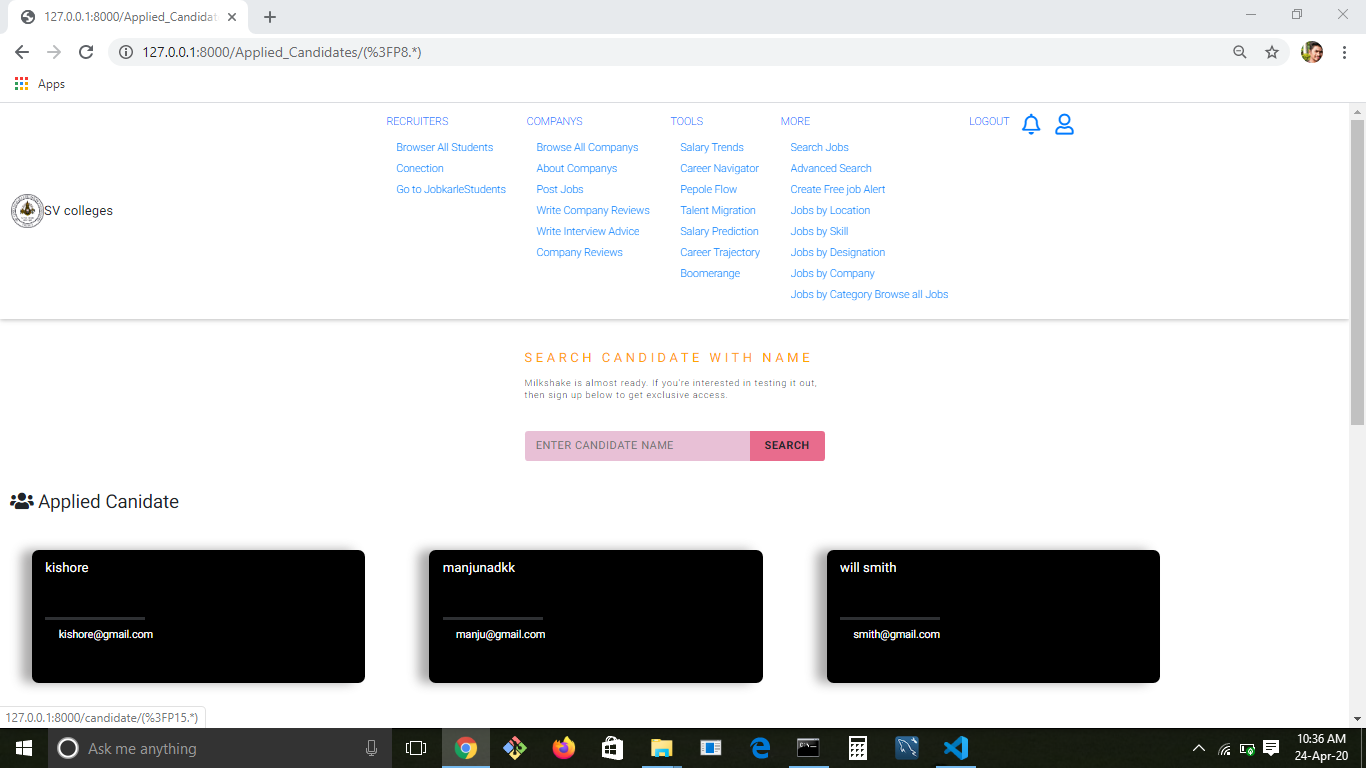 127.0.0.1:8000/Applied_Candidat
127.0.0.1:8000/Applied_Candidates/(%3FP8.*)
Apps
RECRUITERS
Browser All Students
Conection
Go to JobkarleStudents
COMPANYS
Browse All Companys
About Companys
Post Jobs
Write Company Reviews
Write Interview Advice
Company Reviews
TOOLS
Salary Trends
Career Navigator
Pepole Flow
Talent Migration
Salary Prediction
Career Trajectory
Boomerange
MORE
Search Jobs
Advanced Search
Create Free job Alert
Jobs by Location
Jobs by Skill
Jobs by Designation
Jobs by Company
Jobs by Category Browse all Jobs
LOGOUT
SV colleges
SEARCH CANDIDATE WITH NAME
Milkshake is almost ready. If you're interested in testing it out,
then sign up below to get exclusive access.
ENTER CANDIDATE NAME
SEARCH
Applied Canidate
kishore
kishore@gmail.com
manjunadkk
manju@gmail.com
will smith
smith@gmail.com
127.0.0.1:8000/candidate/(%3FP15.*)
Ask me anything
10:36 AM
24-Apr-20